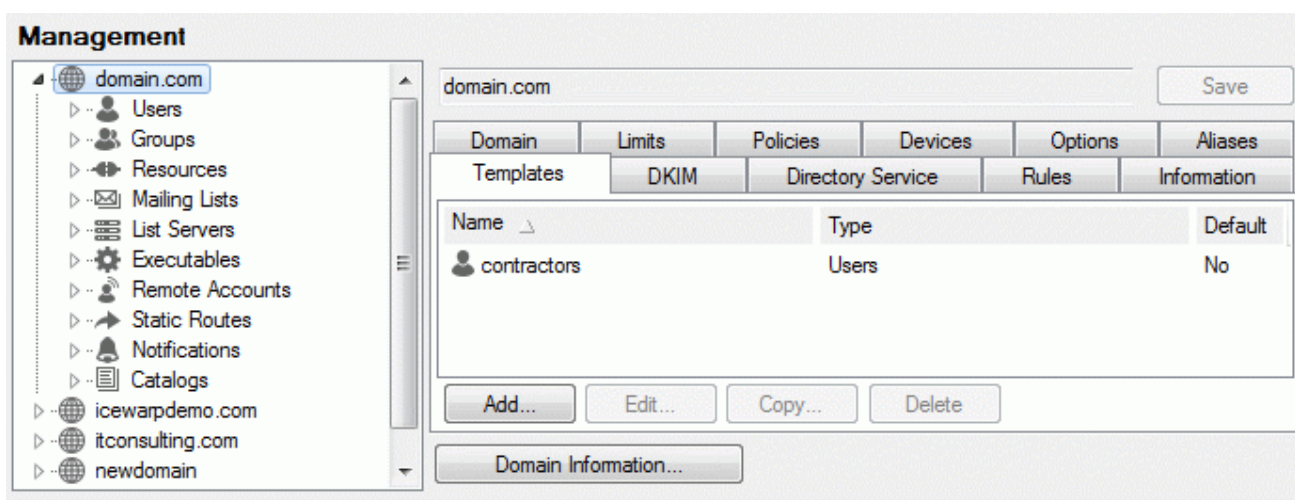 Management
domain.com
Users
Groups
Resources
Mailing Lists
List Servers
Executables
Remote Accounts
Static Routes
Notifications
Catalogs
icewarpdemo.com
itconsulting.com
newdomain
domain.com Save
Domain Limits Policies Devices Options Aliases
Templates DKIM Directory Service Rules Information
Name Type Default
contractors Users No
Add... Edit... Copy... Delete
Domain Information...